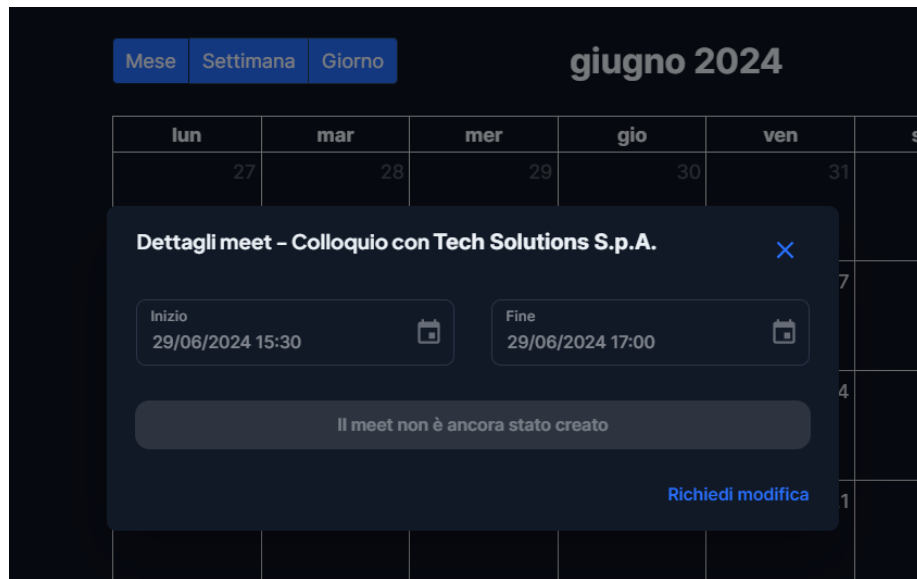 Mese Settimana Giorno
giugno 2024
lun mar mer gio ven
27 28 29 30 31
Dettagli meet – Colloquio con Tech Solutions S.p.A.
7
Inizio
29/06/2024 15:30
Fine
29/06/2024 17:00
4
Il meet non è ancora stato creato
Richiedi modifica
1